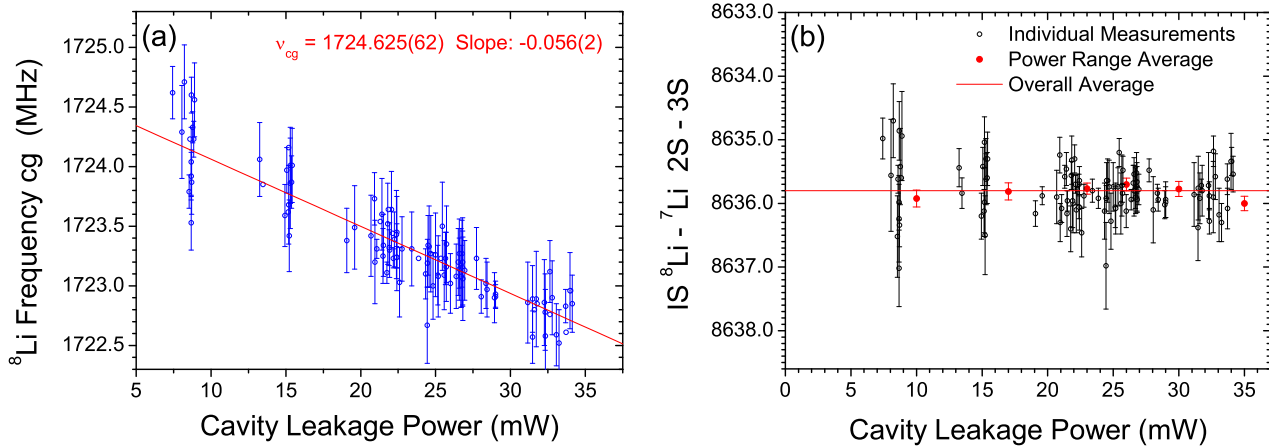 (a)
ν_cg = 1724.625(62) Slope: -0.056(2)
⁸Li Frequency cg (MHz)
1725.0
1724.5
1724.0
1723.5
1723.0
1722.5
5 10 15 20 25 30 35
Cavity Leakage Power (mW)
(b)
Individual Measurements
Power Range Average
Overall Average
IS ⁸Li - ⁷Li 2S - 3S
8633.0
8634.0
8635.0
8636.0
8637.0
8638.0
0 5 10 15 20 25 30 35
Cavity Leakage Power (mW)